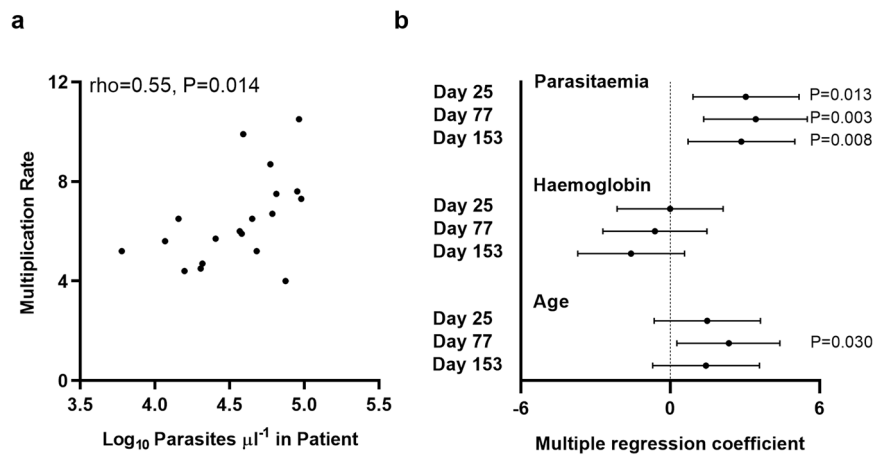 a
rho=0.55, P=0.014
Multiplication Rate
12
8
4
0
3.5 4.0 4.5 5.0 5.5
Log₁₀ Parasites μl⁻¹ in Patient
b
Parasitaemia
Day 25 P=0.013
Day 77 P=0.003
Day 153 P=0.008
Haemoglobin
Day 25
Day 77
Day 153
Age
Day 25
Day 77 P=0.030
Day 153
-6 0 6
Multiple regression coefficient